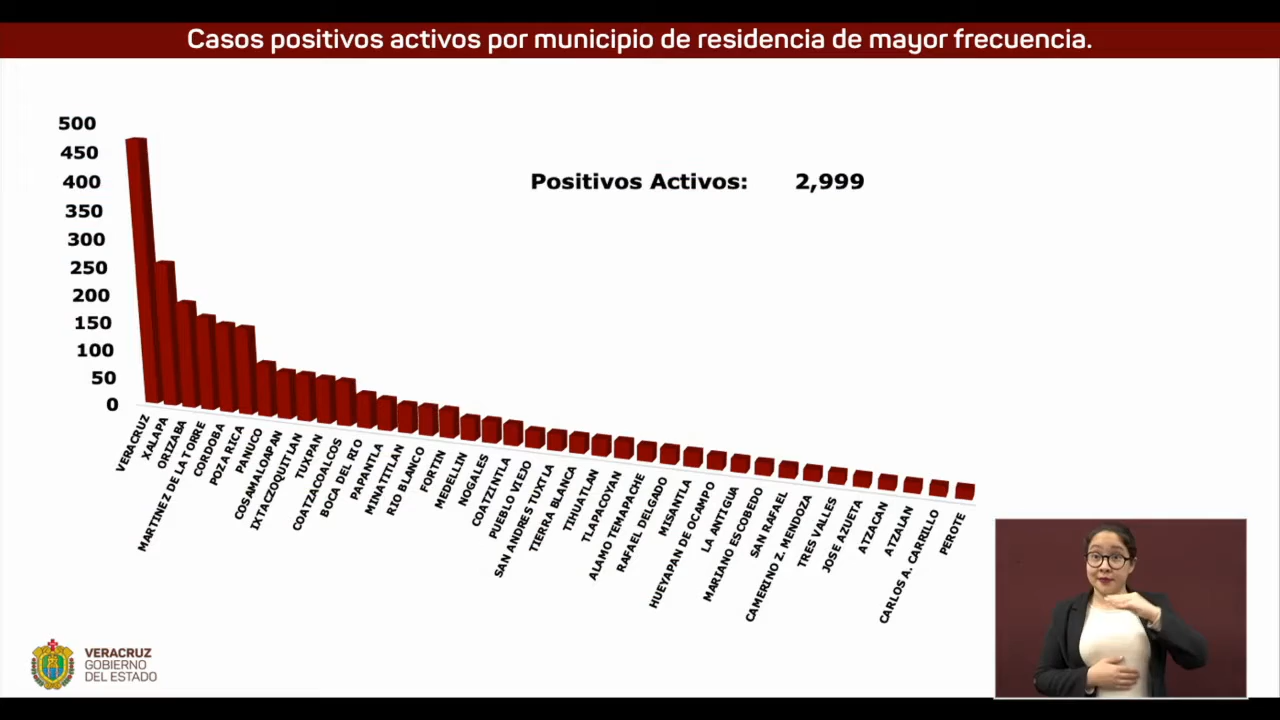 Casos positivos activos por municipio de residencia de mayor frecuencia.
500
450
400
350
300
250
200
150
100
50
0
Positivos Activos: 2,999
VERACRUZ
XALAPA
ORIZABA
MARTINEZ DE LA TORRE
CORDOBA
POZA RICA
PANUCO
COSAMALOAPAN
IXTACZOQUITLAN
TUXPAN
COATZACOALCOS
BOCA DEL RIO
PAPANTLA
MINATITLAN
RIO BLANCO
FORTIN
MEDELLIN
NOGALES
COATZINTLA
PUEBLO VIEJO
SAN ANDRES TUXTLA
TIERRA BLANCA
TIHUATLAN
TLAPACOYAN
ALAMO TEMAPACHE
RAFAEL DELGADO
MISANTLA
HUEYAPAN DE OCAMPO
LA ANTIGUA
MARIANO ESCOBEDO
SAN RAFAEL
CAMERINO Z. MENDOZA
TRES VALLES
JOSE AZUETA
ATZACAN
ATZALAN
CARLOS A. CARRILLO
PEROTE
VERACRUZ
GOBIERNO
DEL ESTADO